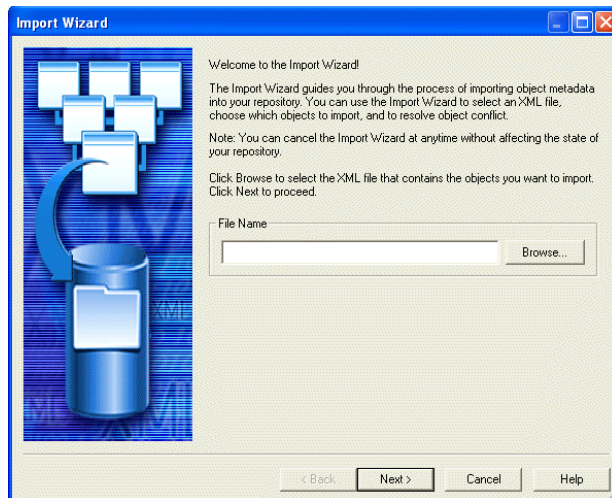 Import Wizard
Welcome to the Import Wizard!
The Import Wizard guides you through the process of importing object metadata
into your repository. You can use the Import Wizard to select an XML file,
choose which objects to import, and to resolve object conflict.
Note: You can cancel the Import Wizard at anytime without affecting the state of
your repository.
Click Browse to select the XML file that contains the objects you want to import.
Click Next to proceed.
File Name
Browse...
XML
XML
< Back
Next >
Cancel
Help